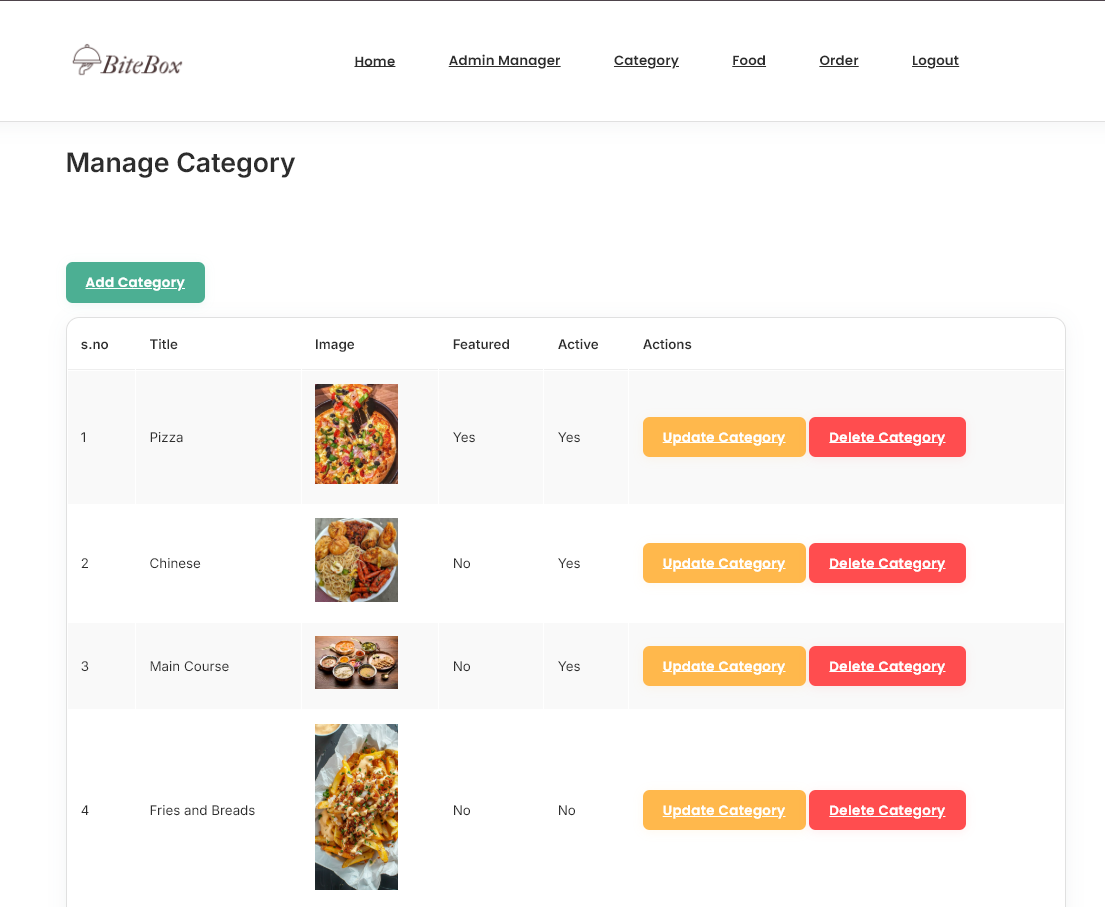 BiteBox
Home Admin Manager Category Food Order Logout
Manage Category
Add Category
s.no Title Image Featured Active Actions
1 Pizza Yes Yes Update Category Delete Category
2 Chinese No Yes Update Category Delete Category
3 Main Course No Yes Update Category Delete Category
4 Fries and Breads No No Update Category Delete Category